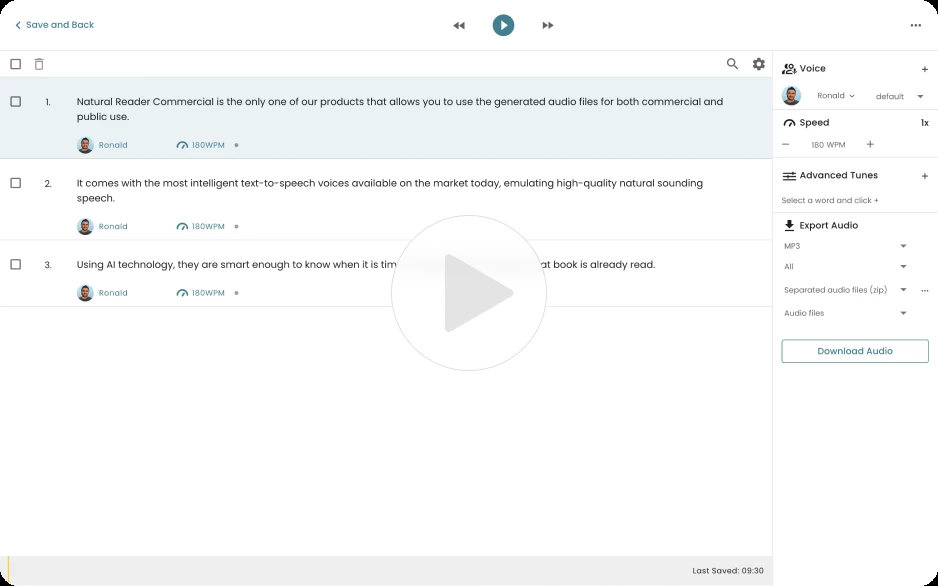 Save and Back
Voice
Ronald default
Speed 1x
180 WPM
Advanced Tunes
Select a word and click +
Export Audio
MP3
All
Separated audio files (zip)
Audio files
Download Audio
1. Natural Reader Commercial is the only one of our products that allows you to use the generated audio files for both commercial and
public use.
Ronald 180WPM
2. It comes with the most intelligent text-to-speech voices available on the market today, emulating high-quality natural sounding
speech.
Ronald 180WPM
3. Using AI technology, they are smart enough to know when it is book is already read.
Ronald 180WPM
Last Saved: 09:30